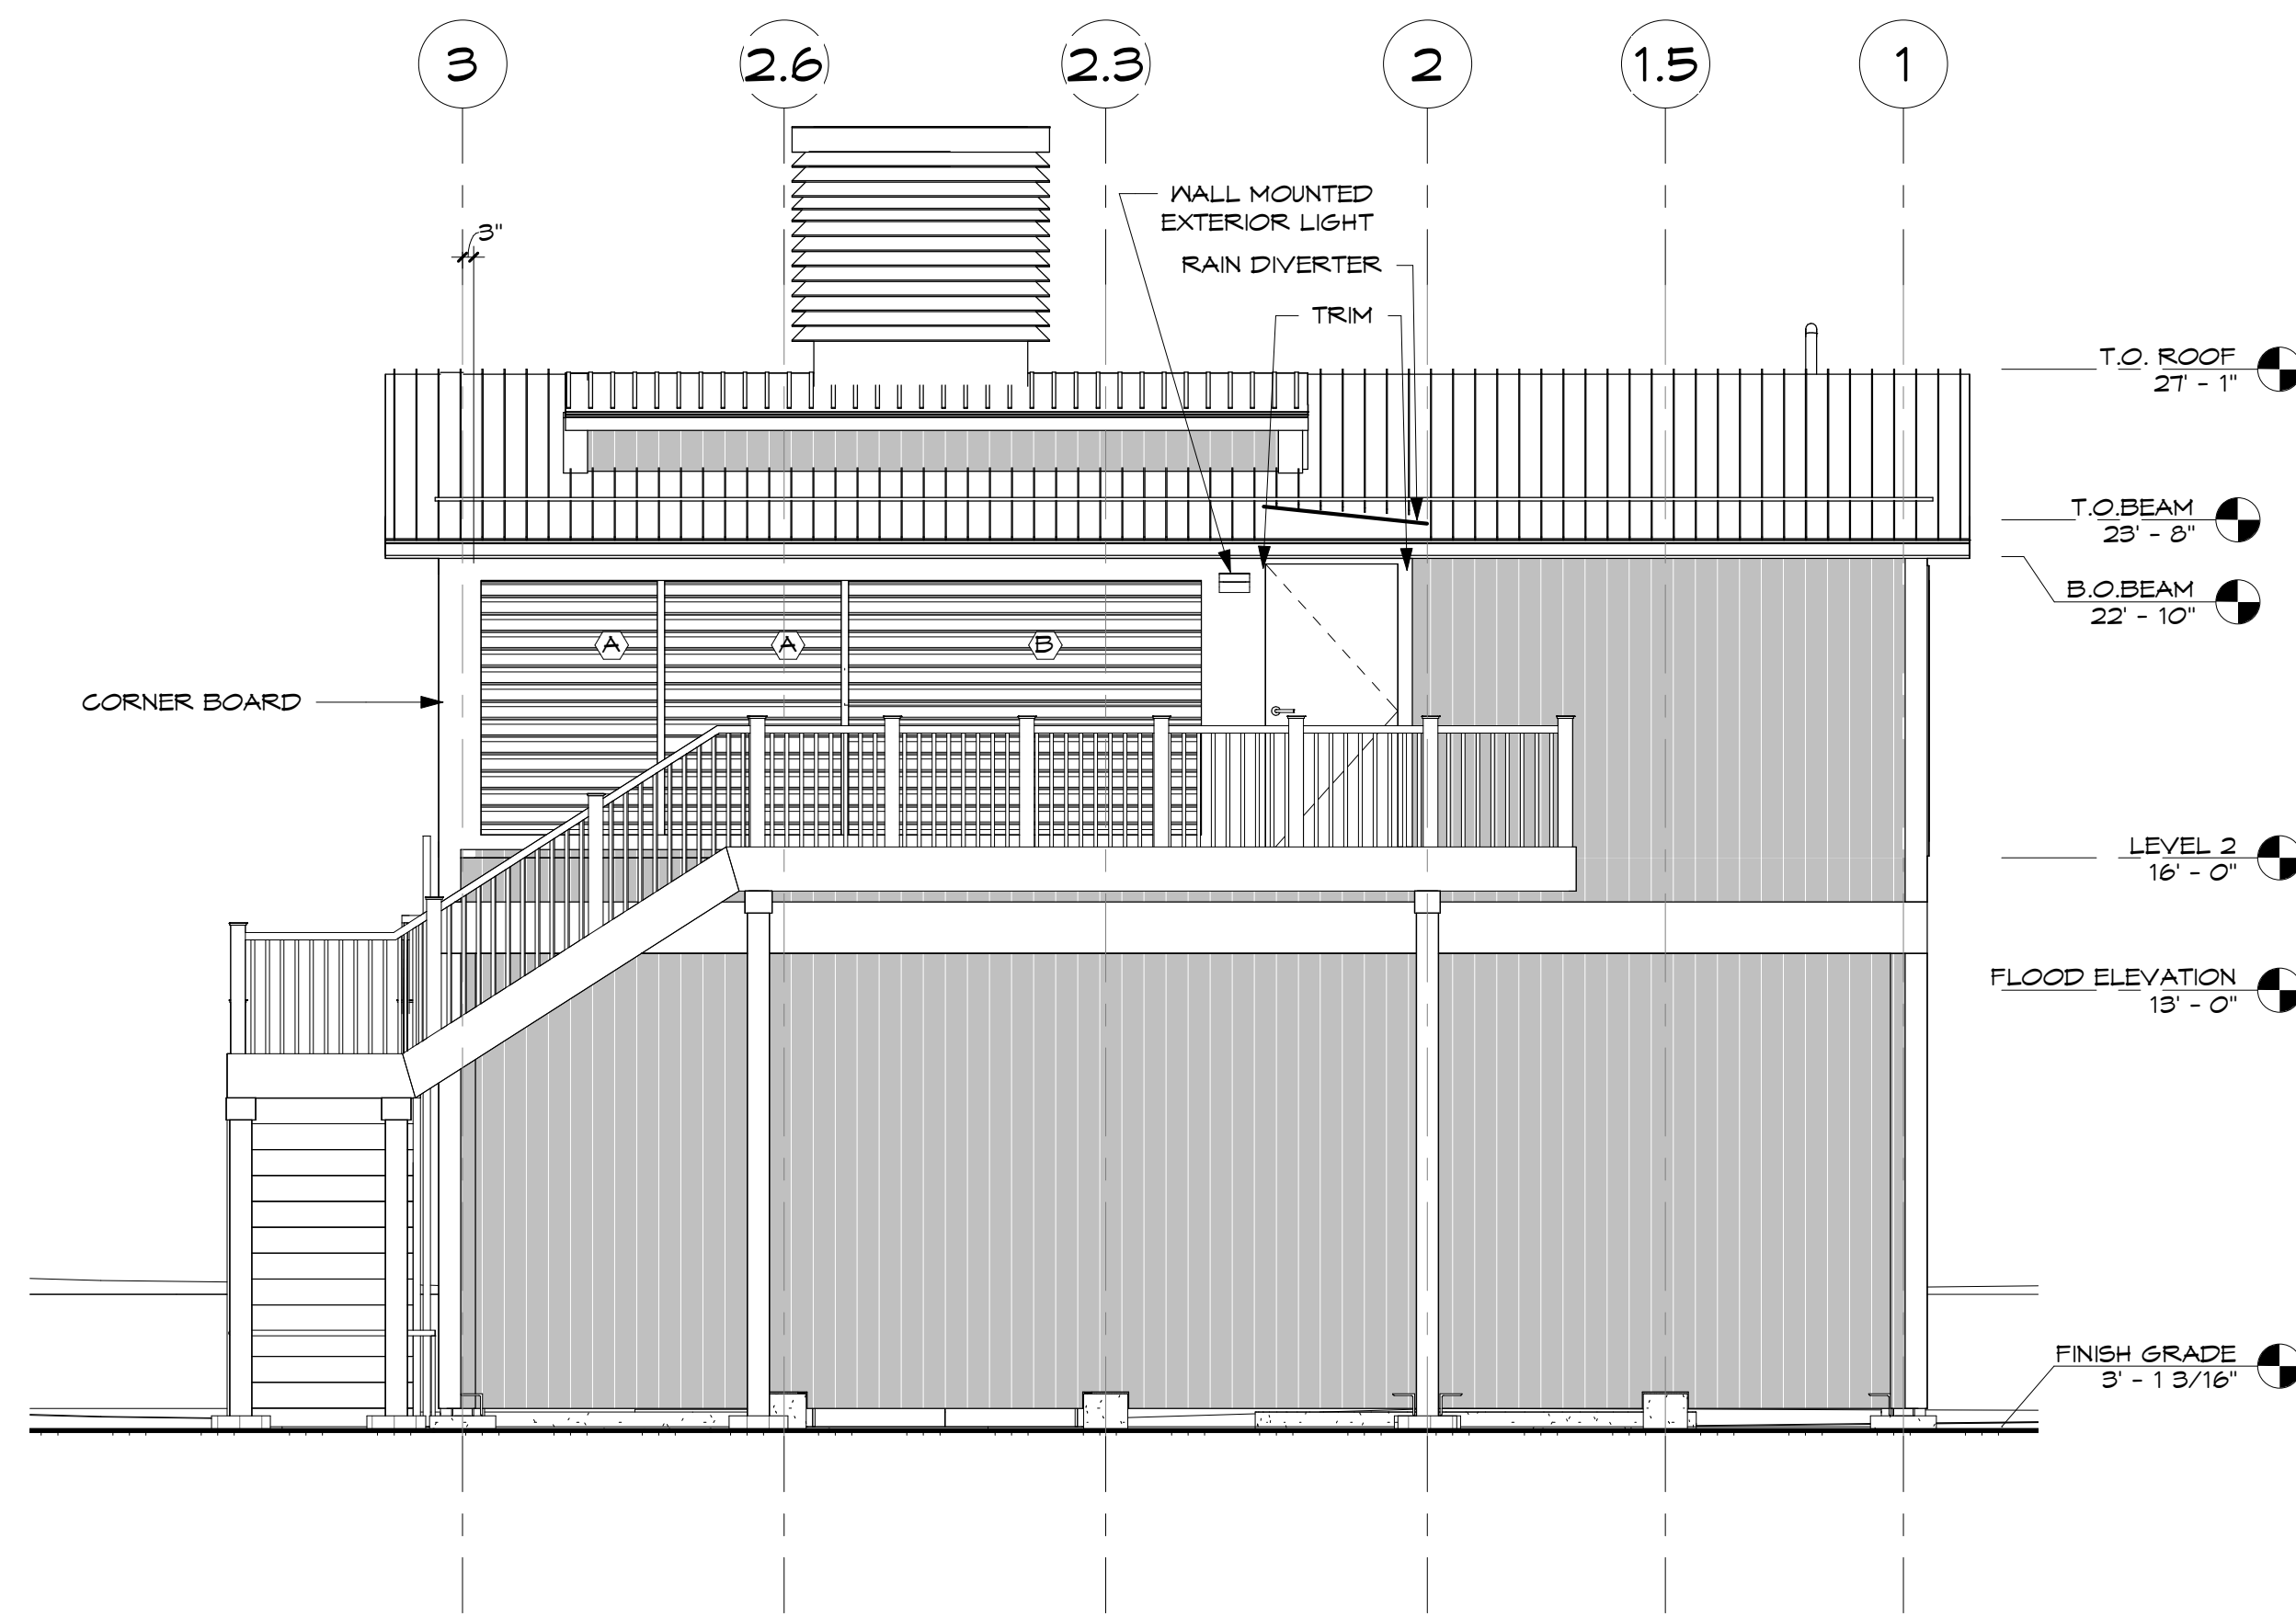 3
2.6
2.3
2
1.5
1
WALL MOUNTED
EXTERIOR LIGHT
3"
RAIN DIVERTER
TRIM
T.O. ROOF
27' - 1"
T.O.BEAM
23' - 8"
B.O.BEAM
22' - 10"
A
A
B
CORNER BOARD
LEVEL 2
16' - 0"
FLOOD ELEVATION
13' - 0"
FINISH GRADE
3' - 1 3/16"